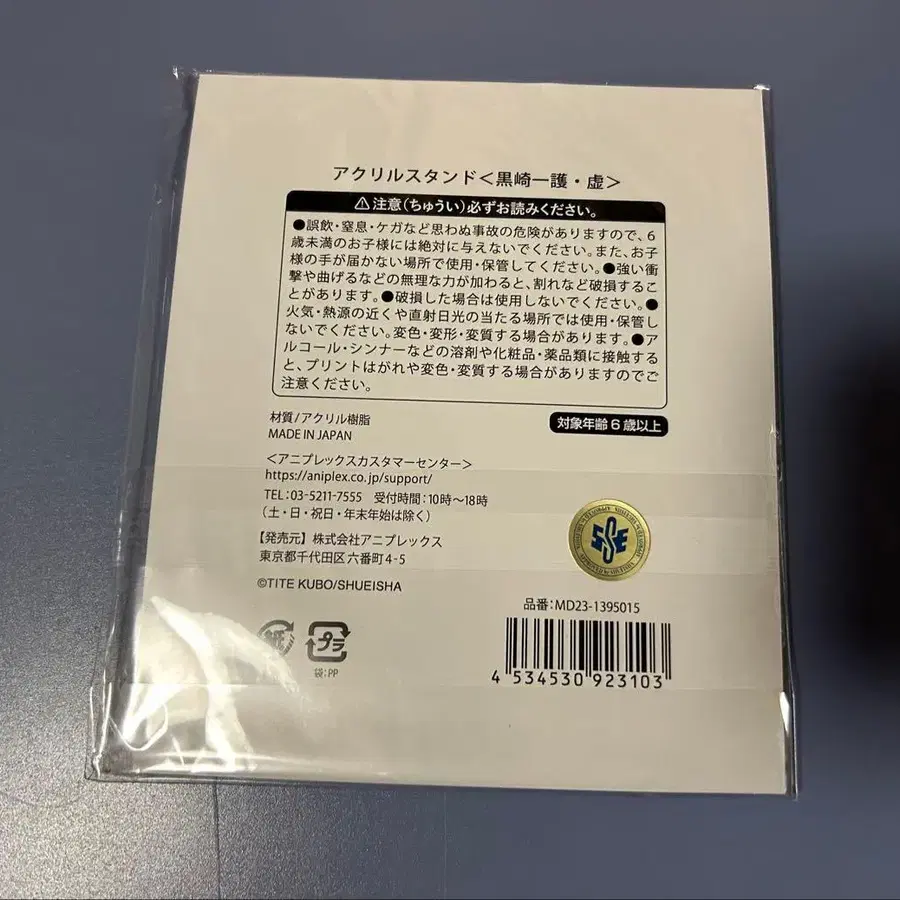 アクリルスタンド＜黒崎一護・虚＞
⚠注意（ちゅうい）必ずお読みください。
●誤飲・窒息・ケガなど思わぬ事故の危険がありますので、6
歳未満のお子様には絶対に与えないでください。また、お子
様の手が届かない場所で使用・保管してください。●強い衝
撃や曲げるなどの無理な力が加わると、割れなど破損するこ
とがあります。●破損した場合は使用しないでください。●
火気・熱源の近くや直射日光の当たる場所では使用・保管し
ないでください。変色・変形・変質する場合があります。●ア
ルコール・シンナーなどの溶剤や化粧品・薬品類に接触する
と、プリントはがれや変色・変質する場合がありますのでご
注意ください。
材質/アクリル樹脂
MADE IN JAPAN
対象年齢6歳以上
＜アニプレックスカスタマーセンター＞
https://aniplex.co.jp/support/
TEL：03-5211-7555　受付時間：10時〜18時
（土・日・祝日・年末年始は除く）
【発売元】株式会社アニプレックス
東京都千代田区六番町4-5
©TITE KUBO/SHUEISHA
SSE
品番：MD23-1395015
紙
プラ
袋：PP
4 534530 923103